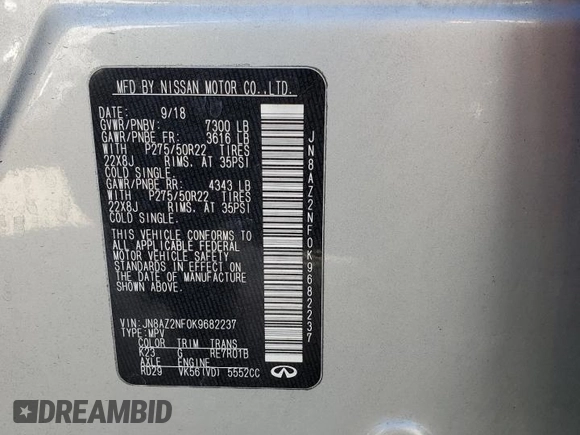 MFD BY NISSAN MOTOR CO.,LTD.
DATE: 9/18
GVWR/PNBV: 7300 LB
GAWR/PNBE FR: 3616 LB
WITH P275/50R22 TIRES
22X8J RIMS. AT 35PSI
COLD SINGLE.
GAWR/PNBE RR: 4343 LB
WITH P275/50R22 TIRES
22X8J RIMS. AT 35PSI
COLD SINGLE.
THIS VEHICLE CONFORMS TO
ALL APPLICABLE FEDERAL
MOTOR VEHICLE SAFETY
STANDARDS IN EFFECT ON
THE DATE OF MANUFACTURE
SHOWN ABOVE.
VIN:JN8AZ2NF0K9682237
TYPE:MPV
COLOR TRIM TRANS
K23 G RE7R01B
AXLE ENGINE
RD29 VK56(VD) 5552CC
JN8AZ2NF0K9682237
INFINITI
DREAMBID